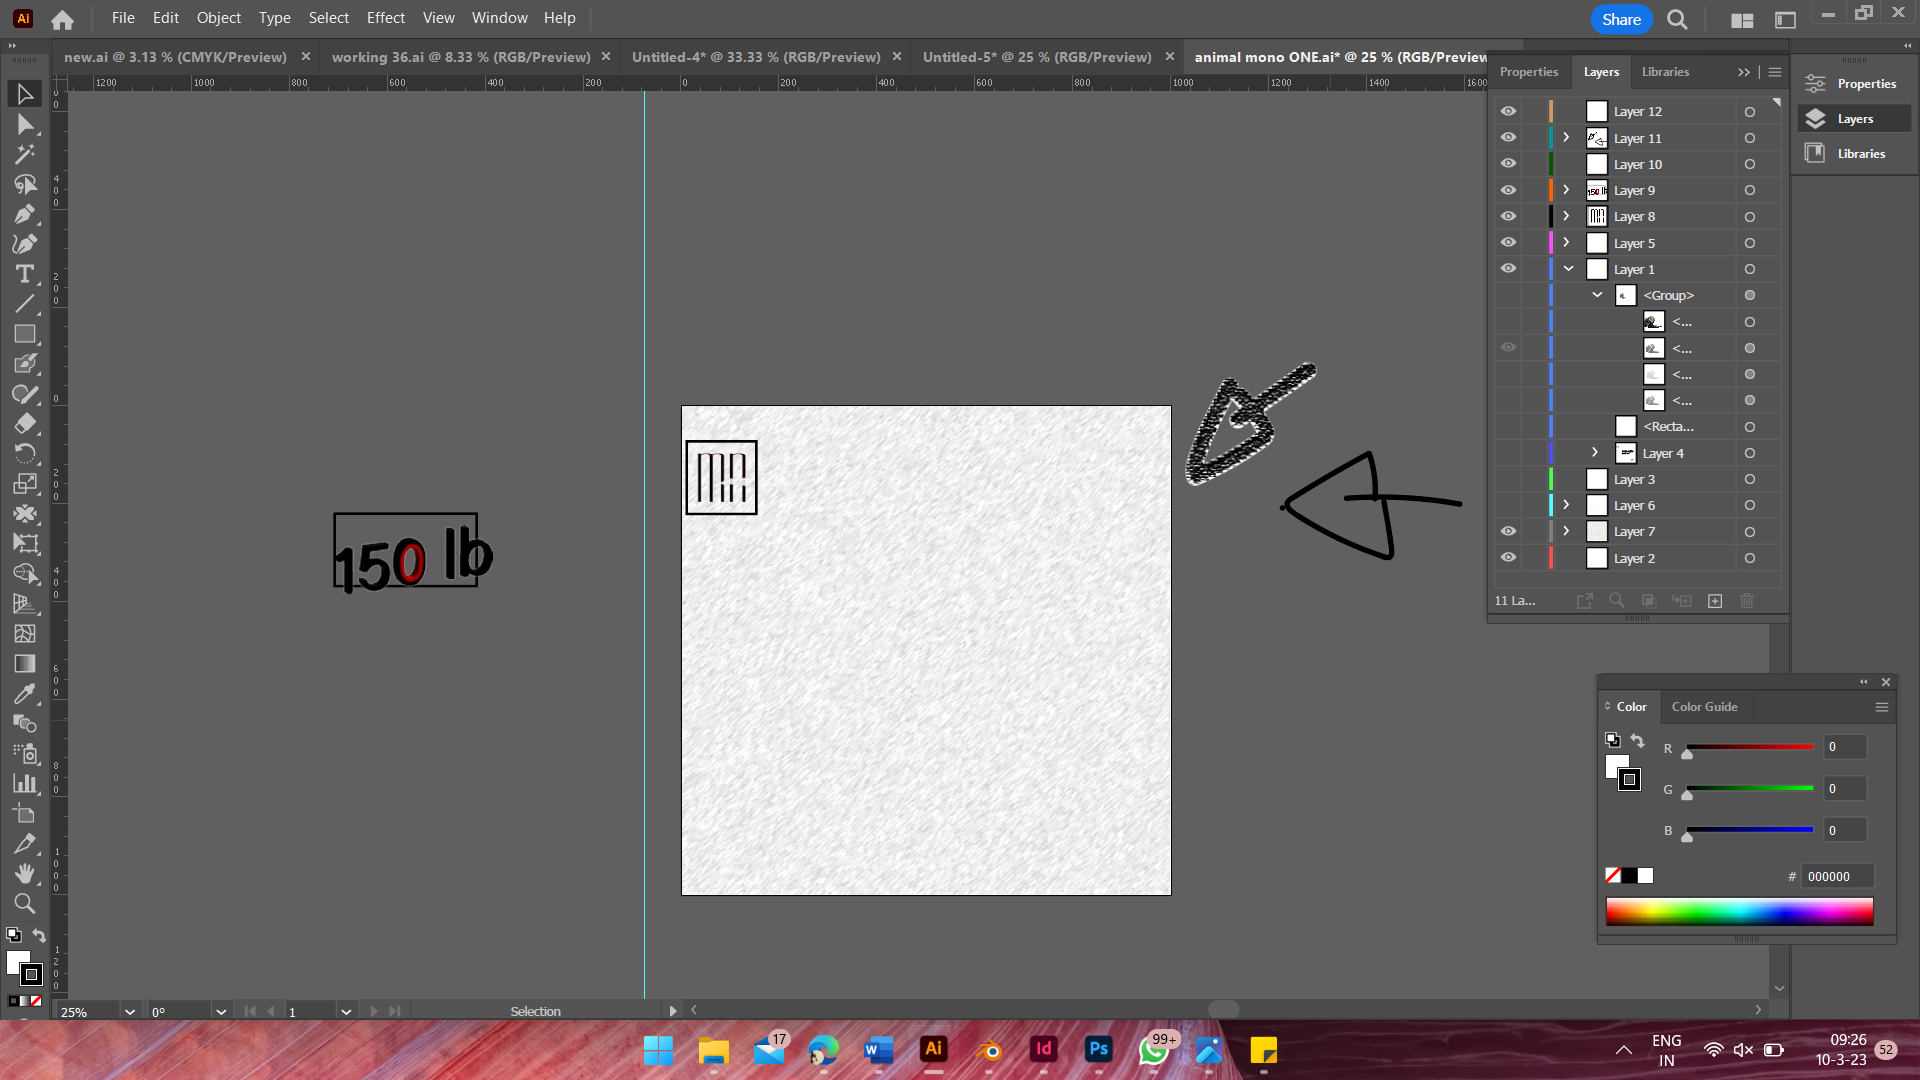 Ai
File Edit Object Type Select Effect View Window Help
Share
new.ai @ 3.13 % (CMYK/Preview) ×
working 36.ai @ 8.33 % (RGB/Preview) ×
Untitled-4* @ 33.33 % (RGB/Preview) ×
Untitled-5* @ 25 % (RGB/Preview) ×
animal mono ONE.ai* @ 25 % (RGB/Preview
1200 800 600 400 200 0 200 400 600 800 1000 1200 1400 1600
Properties Layers Libraries
Layer 12
Layer 11
Layer 10
Layer 9
Layer 8
Layer 5
Layer 1
<Group>
<...
<...
<...
<...
<Recta...
Layer 4
Layer 3
Layer 6
Layer 7
Layer 2
11 La...
Properties
Layers
Libraries
150 lb
Color Color Guide
R 0
G 0
B 0
# 000000
25% 0° 1 Selection
17
99+
W
Ai
Id
Ps
ENG
IN
09:26
10-3-23
52